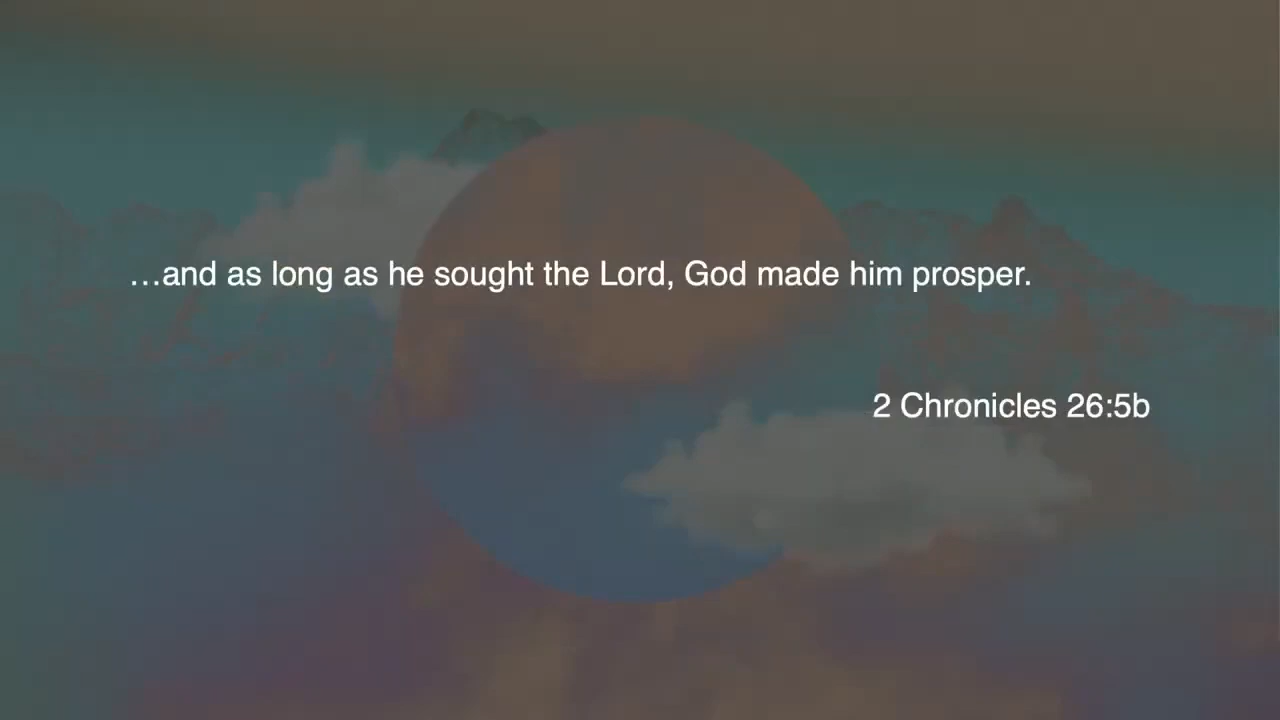 …and as long as he sought the Lord, God made him prosper.
2 Chronicles 26:5b